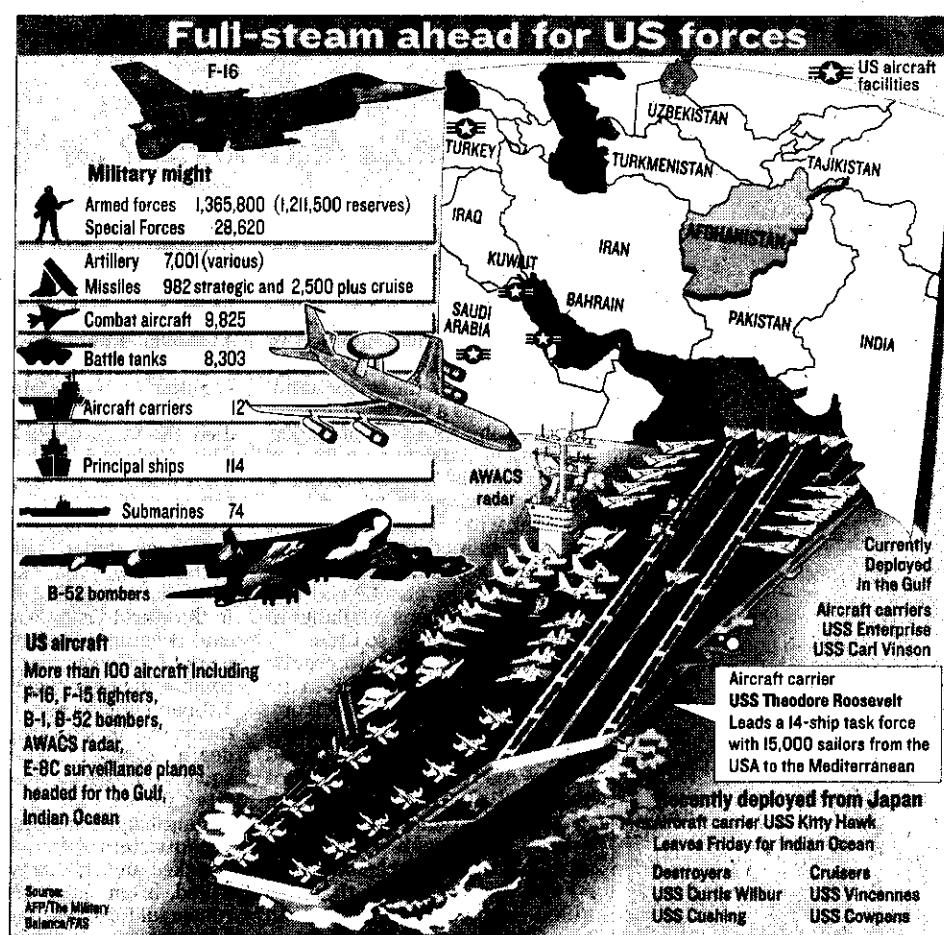 Full-steam ahead for US forces
F-16
US aircraft
facilities
UZBEKISTAN
TURKEY
TURKMENISTAN
TAJIKISTAN
IRAQ
IRAN
AFGHANISTAN
KUWAIT
BAHRAIN
SAUDI
ARABIA
PAKISTAN
INDIA
Military might
Armed forces 1,365,800 (1,211,500 reserves)
Special Forces 28,620
Artillery 7,001 (various)
Missiles 982 strategic and 2,500 plus cruise
Combat aircraft 9,825
Battle tanks 8,303
Aircraft carriers 12
Principal ships 114
Submarines 74
AWACS
radar
B-52 bombers
US aircraft
More than 100 aircraft including
F-16, F-15 fighters,
B-1, B-52 bombers,
AWACS radar,
E-8C surveillance planes
headed for the Gulf,
Indian Ocean
Source:
AFP/The Military
Balance/FAS
Currently
Deployed
in the Gulf
Aircraft carriers
USS Enterprise
USS Carl Vinson
Aircraft carrier
USS Theodore Roosevelt
Leads a 14-ship task force
with 15,000 sailors from the
USA to the Mediterranean
deployed from Japan
Aircraft carrier USS Kitty Hawk
Leaves Friday for Indian Ocean
Destroyers
USS Curtis Wilbur
USS Cushing
Cruisers
USS Vincennes
USS Cowpens